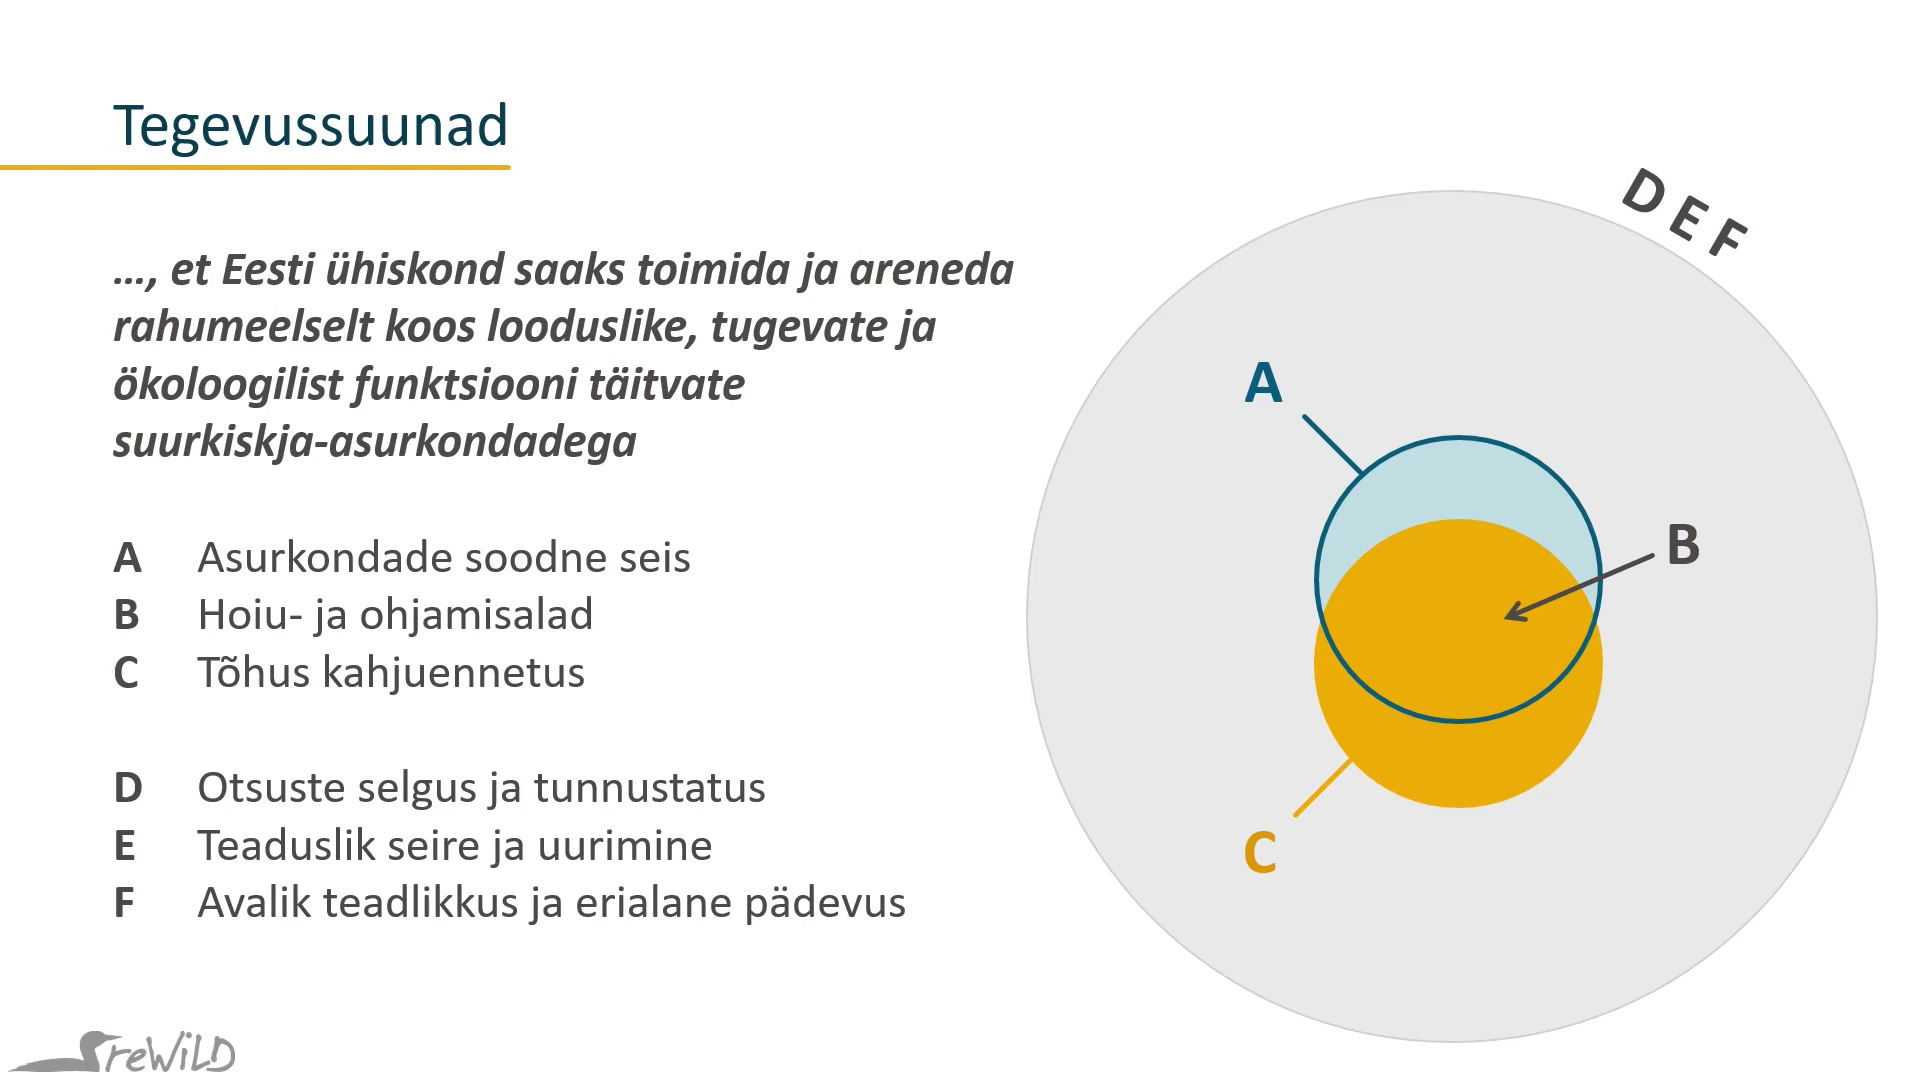 Tegevussuunad
..., et Eesti ühiskond saaks toimida ja areneda
rahumeelselt koos looduslike, tugevate ja
ökoloogilist funktsiooni täitvate
suurkiskja-asurkondadega
A Asurkondade soodne seis
B Hoiu- ja ohjamisalad
C Tõhus kahjuennetus
D Otsuste selgus ja tunnustatus
E Teaduslik seire ja uurimine
F Avalik teadlikkus ja erialane pädevus
D E F
A
B
C
reWiLD